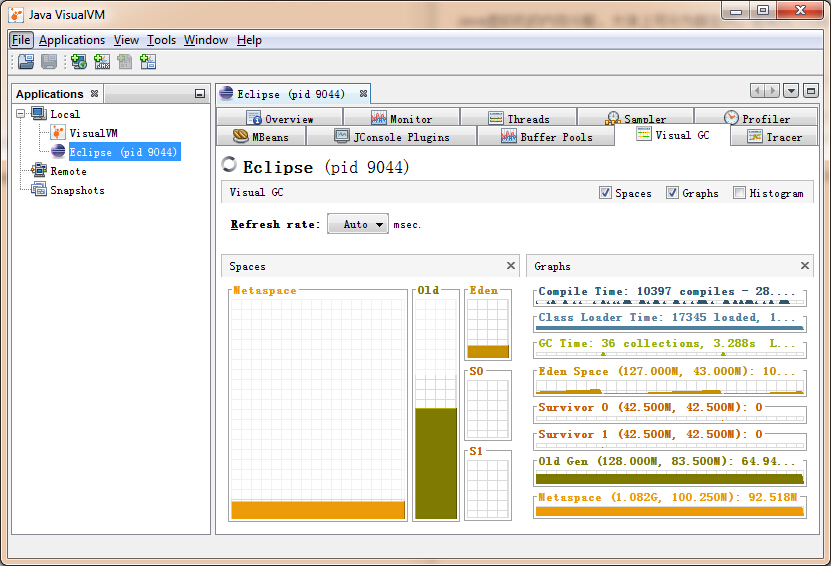 Java VisualVM
File Applications View Tools Window Help
Applications
Local
VisualVM
Eclipse (pid 9044)
Remote
Snapshots
Eclipse (pid 9044)
Overview Monitor Threads Sampler Profiler
MBeans JConsole Plugins Buffer Pools Visual GC Tracer
Eclipse (pid 9044)
Visual GC Spaces Graphs Histogram
Refresh rate: Auto msec.
Spaces
Metaspace Old Eden
S0
S1
Graphs
Compile Time: 10397 compiles - 28....
Class Loader Time: 17345 loaded, 1...
GC Time: 36 collections, 3.288s L...
Eden Space (127.000M, 43.000M): 10...
Survivor 0 (42.500M, 42.500M): 0
Survivor 1 (42.500M, 42.500M): 0
Old Gen (128.000M, 83.500M): 64.94...
Metaspace (1.082G, 100.250M): 92.518M